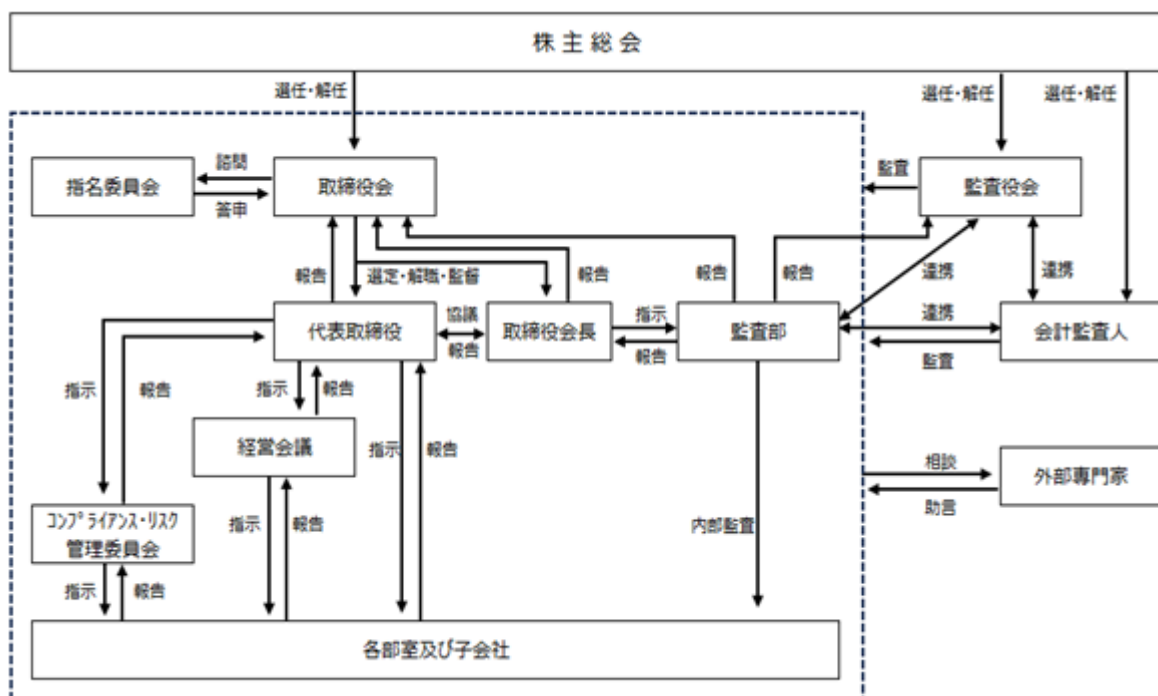 株主総会
選任・解任
選任・解任
選任・解任
指名委員会
諮問
答申
取締役会
監査
監査役会
報告
選定・解職・監督
報告
報告
報告
連携
連携
代表取締役
協議
報告
取締役会長
指示
報告
監査部
連携
監査
会計監査人
指示
報告
指示
報告
経営会議
指示
報告
相談
助言
外部専門家
コンプライアンス・リスク
管理委員会
指示
報告
内部監査
指示
報告
各部室及び子会社